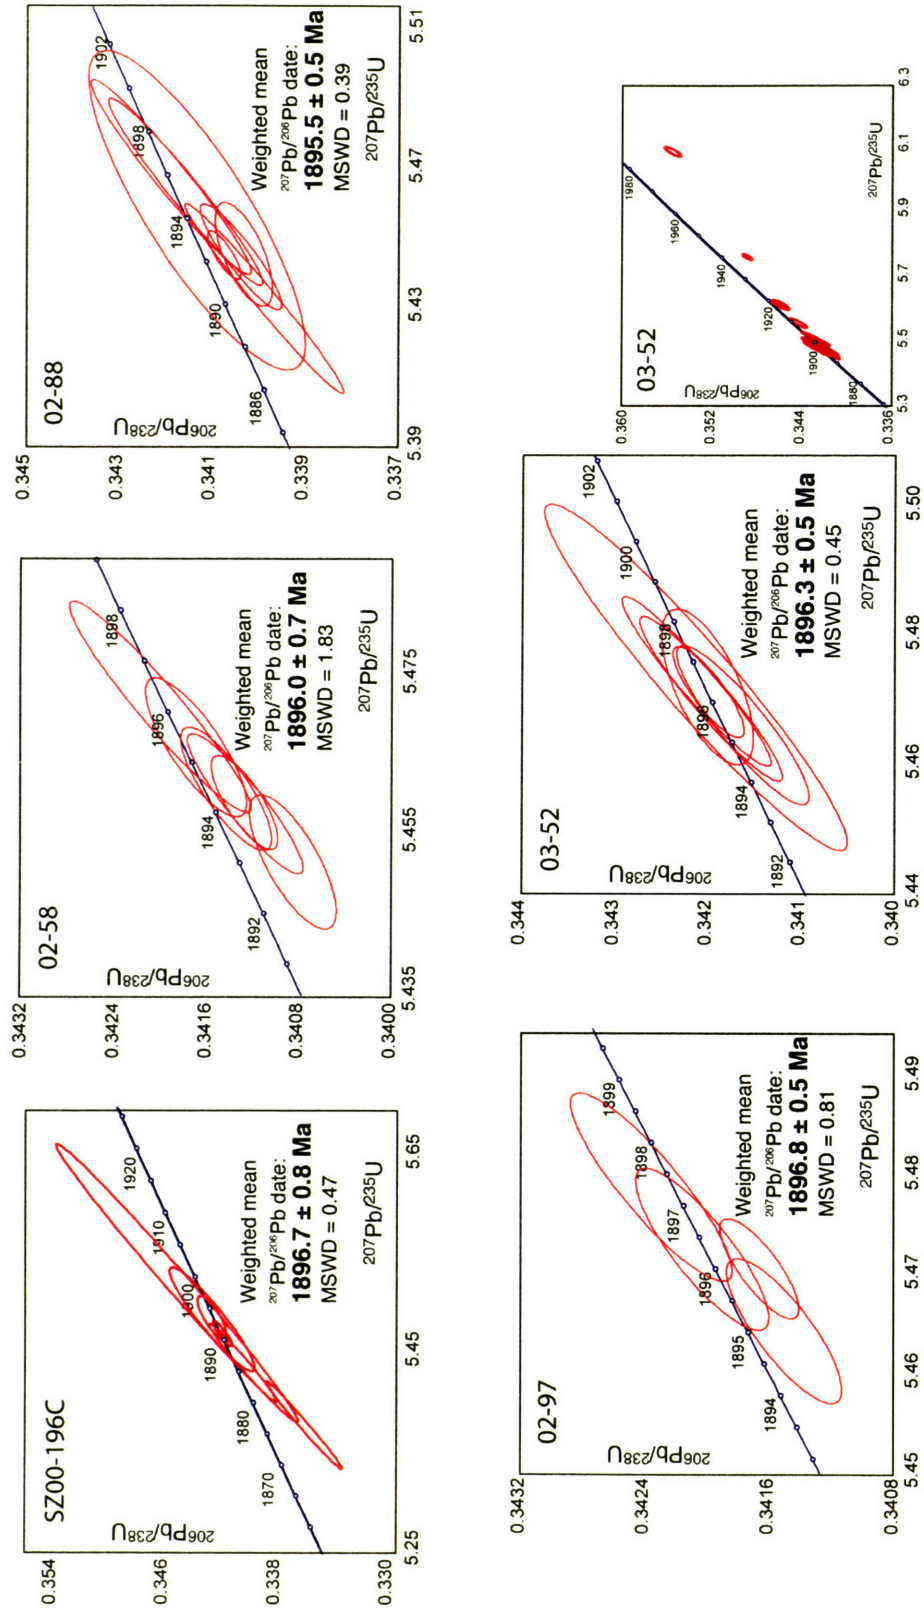 SZ00-196C
206Pb/238U
0.354
0.346
0.338
0.330
1870
1880
1890
1900
1910
1920
Weighted mean
207Pb/206Pb date:
1896.7 ± 0.8 Ma
MSWD = 0.47
207Pb/235U
5.25
5.45
5.65
02-58
206Pb/238U
0.3432
0.3424
0.3416
0.3408
0.3400
1892
1894
1896
1898
Weighted mean
207Pb/206Pb date:
1896.0 ± 0.7 Ma
MSWD = 1.83
207Pb/235U
5.435
5.455
5.475
02-88
206Pb/238U
0.345
0.343
0.341
0.339
0.337
1886
1890
1894
1898
1902
Weighted mean
207Pb/206Pb date:
1895.5 ± 0.5 Ma
MSWD = 0.39
207Pb/235U
5.39
5.43
5.47
5.51
02-97
206Pb/238U
0.3432
0.3424
0.3416
0.3408
1894
1895
1896
1897
1898
1899
Weighted mean
207Pb/206Pb date:
1896.8 ± 0.5 Ma
MSWD = 0.81
207Pb/235U
5.45
5.46
5.47
5.48
5.49
03-52
206Pb/238U
0.344
0.343
0.342
0.341
0.340
1892
1894
1896
1898
1900
1902
Weighted mean
207Pb/206Pb date:
1896.3 ± 0.5 Ma
MSWD = 0.45
207Pb/235U
5.44
5.46
5.48
5.50
03-52
206Pb/238U
0.360
0.352
0.344
0.336
1880
1900
1920
1940
1960
1980
207Pb/235U
5.3
5.5
5.7
5.9
6.1
6.3